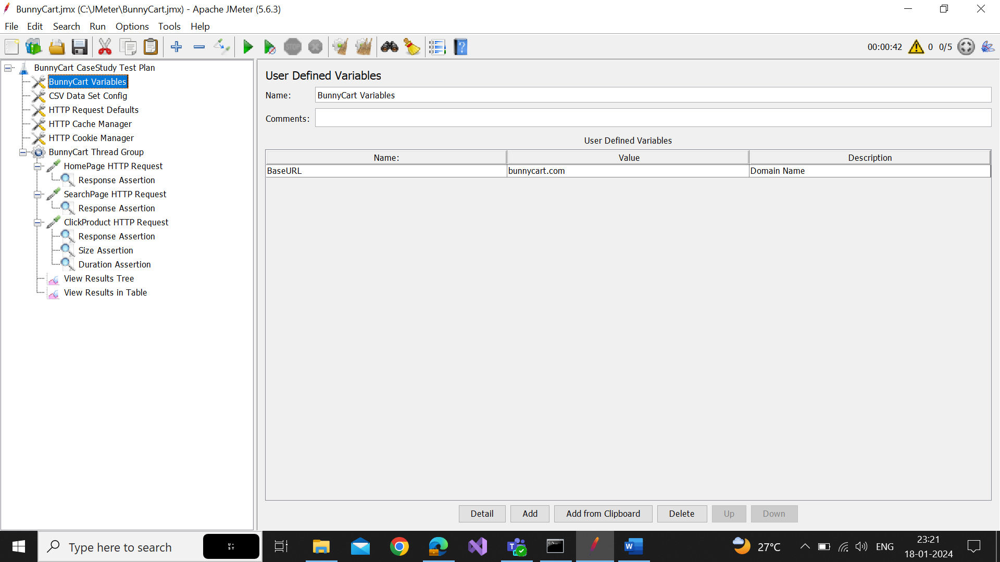 BunnyCart.jmx (C:\JMeter\BunnyCart.jmx) - Apache JMeter (5.6.3)
File Edit Search Run Options Tools Help
STOP
00:00:42 0 0/5
BunnyCart CaseStudy Test Plan
BunnyCart Variables
CSV Data Set Config
HTTP Request Defaults
HTTP Cache Manager
HTTP Cookie Manager
BunnyCart Thread Group
HomePage HTTP Request
Response Assertion
SearchPage HTTP Request
Response Assertion
ClickProduct HTTP Request
Response Assertion
Size Assertion
Duration Assertion
View Results Tree
View Results in Table
User Defined Variables
Name: BunnyCart Variables
Comments:
User Defined Variables
Name: Value Description
BaseURL bunnycart.com Domain Name
Detail Add Add from Clipboard Delete Up Down
Type here to search
U ST
27°C
ENG
23:21
18-01-2024